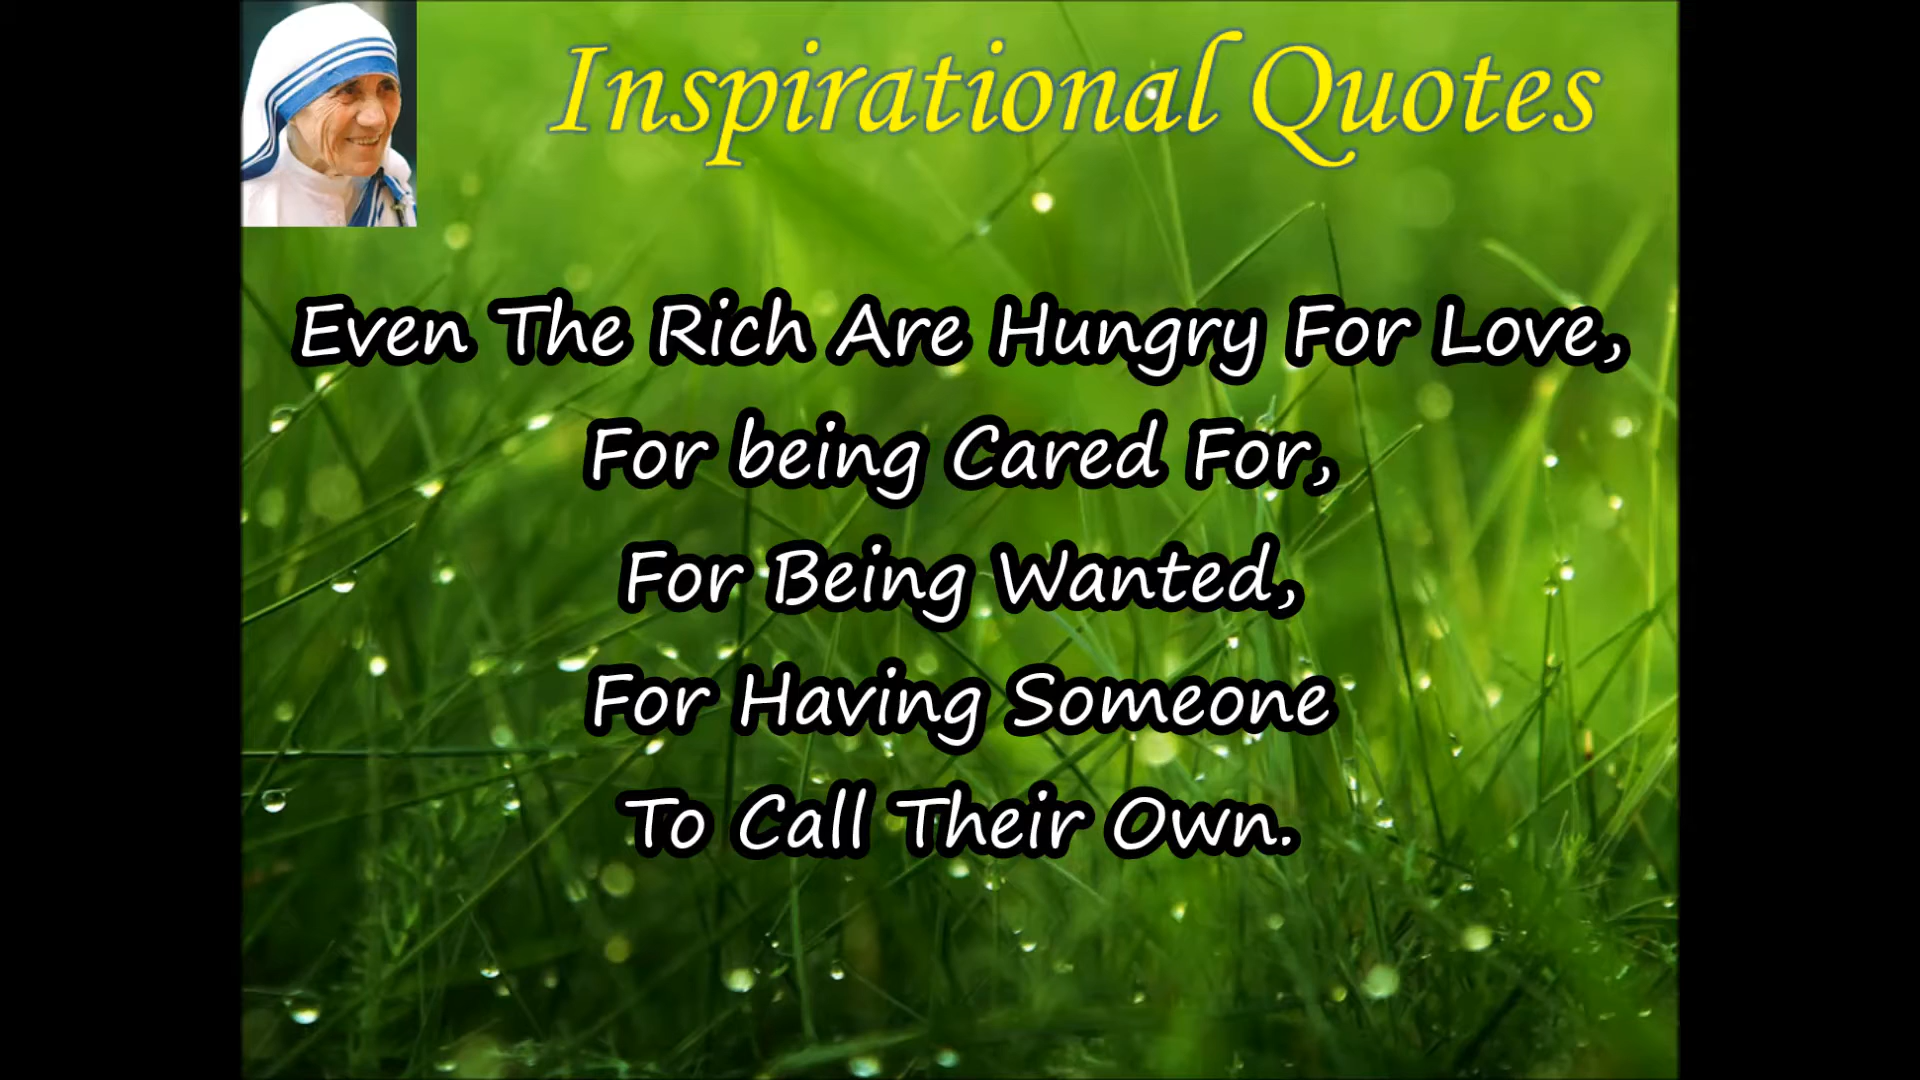 Inspirational Quotes
Even The Rich Are Hungry For Love,
For being Cared For,
For Being Wanted,
For Having Someone
To Call Their Own.